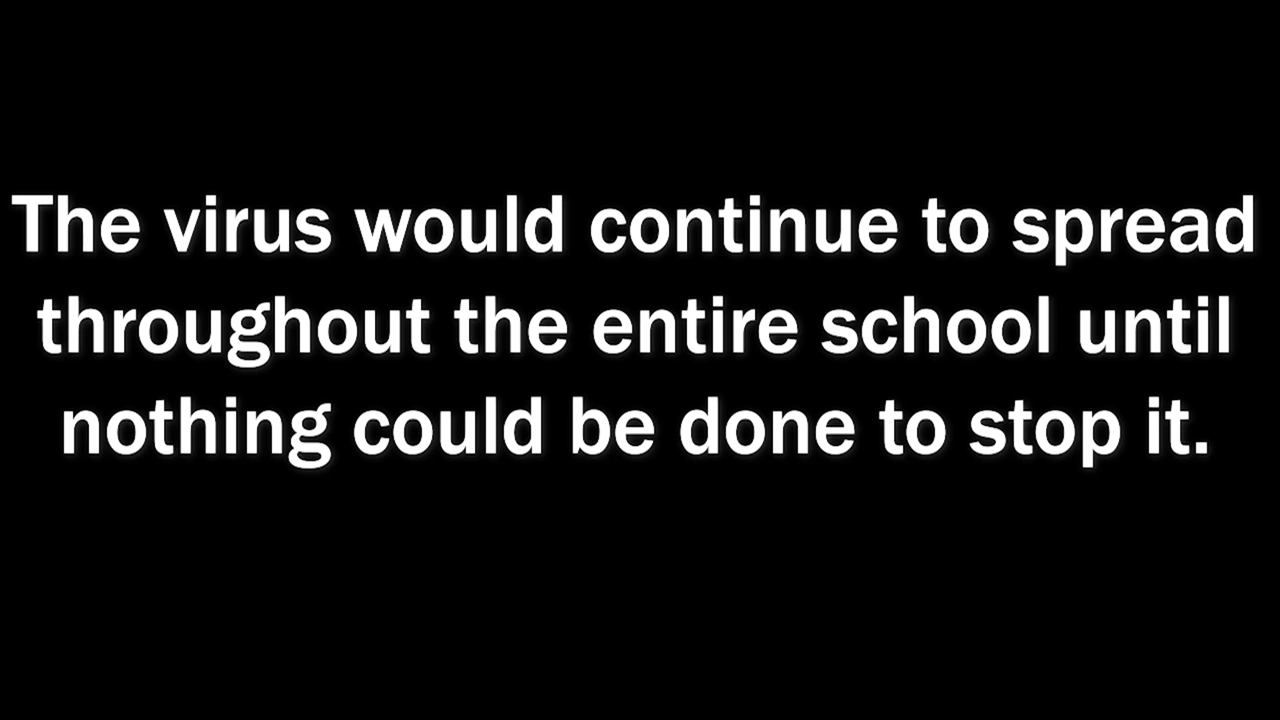 The virus would continue to spread
throughout the entire school until
nothing could be done to stop it.